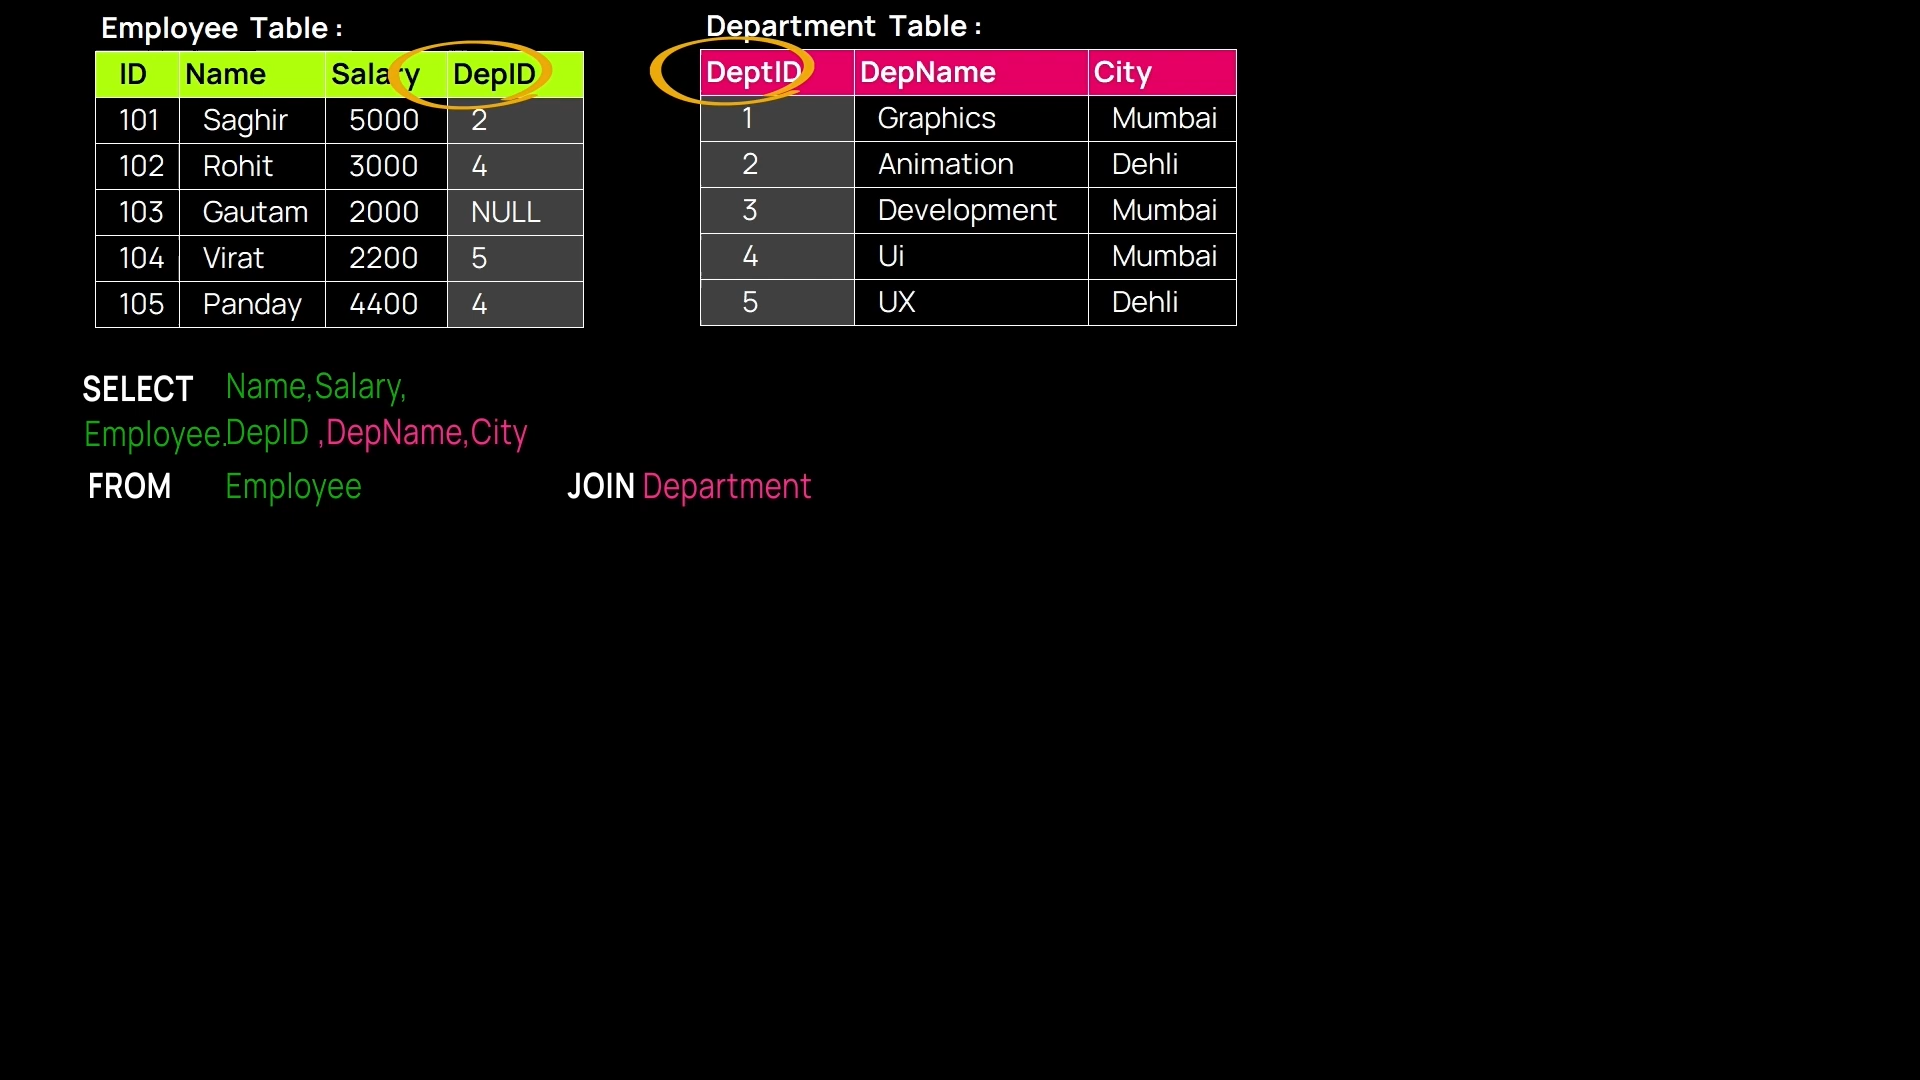 Employee Table :
ID Name Salary DepID
101 Saghir 5000 2
102 Rohit 3000 4
103 Gautam 2000 NULL
104 Virat 2200 5
105 Panday 4400 4
Department Table :
DeptID DepName City
1 Graphics Mumbai
2 Animation Dehli
3 Development Mumbai
4 Ui Mumbai
5 UX Dehli
SELECT Name,Salary,
Employee.DepID ,DepName,City
FROM Employee JOIN Department